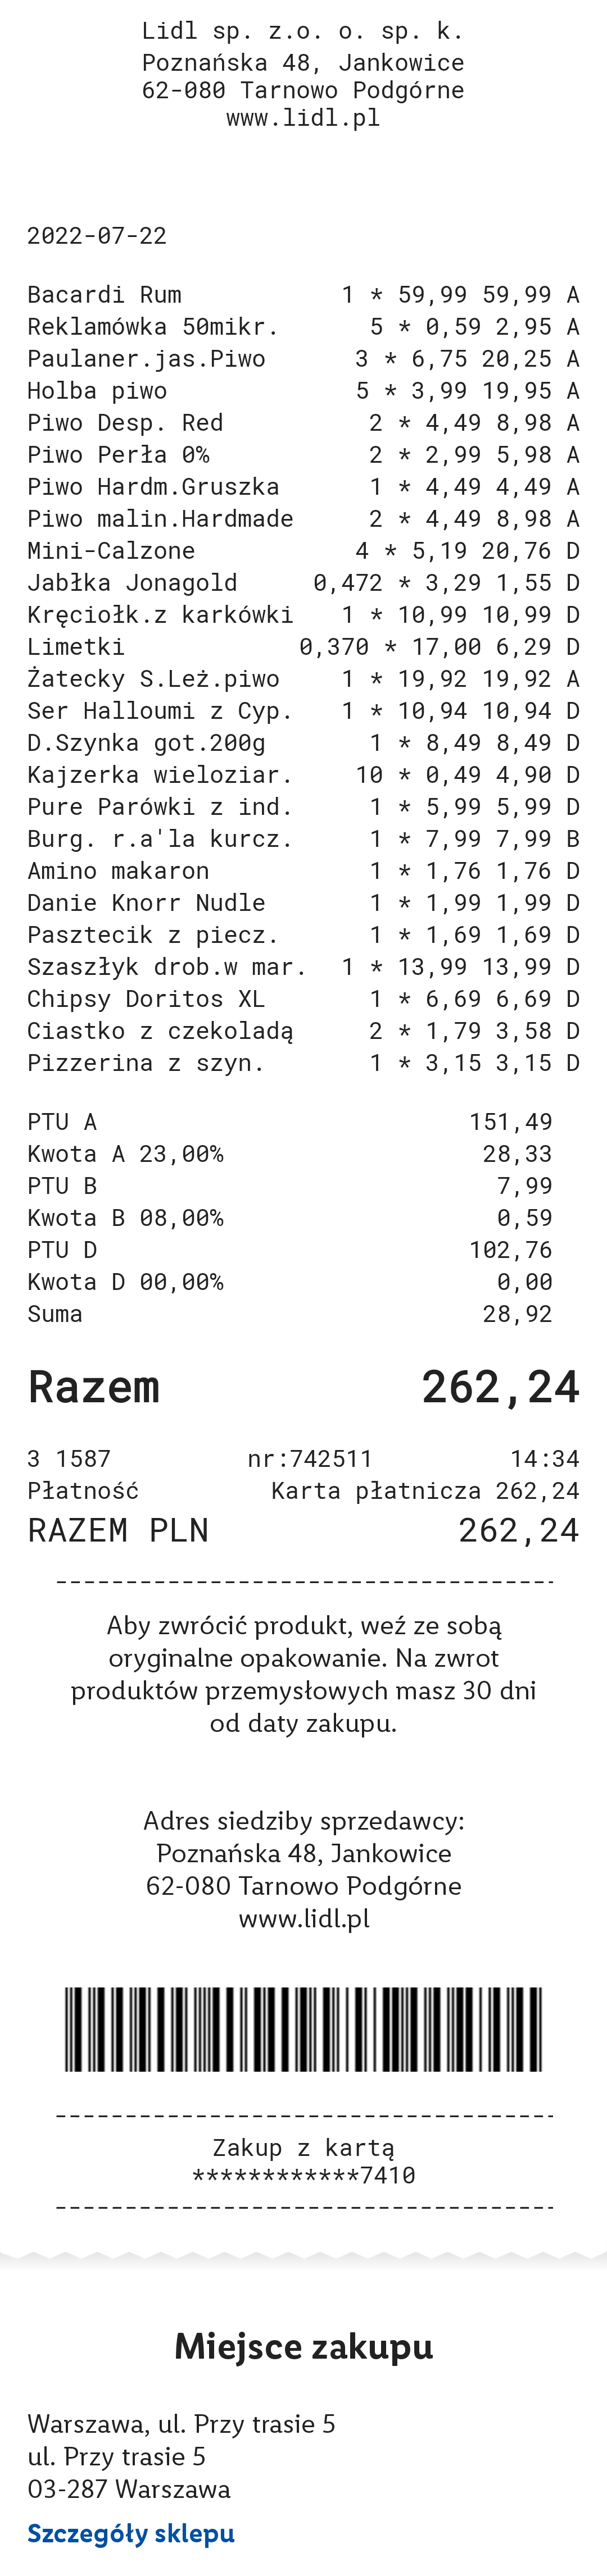 Lidl sp. z.o. o. sp. k.
Poznańska 48, Jankowice
62-080 Tarnowo Podgórne
www.lidl.pl
2022-07-22
Bacardi Rum 1 * 59,99 59,99 A
Reklamówka 50mikr. 5 * 0,59 2,95 A
Paulaner.jas.Piwo 3 * 6,75 20,25 A
Holba piwo 5 * 3,99 19,95 A
Piwo Desp. Red 2 * 4,49 8,98 A
Piwo Perła 0% 2 * 2,99 5,98 A
Piwo Hardm.Gruszka 1 * 4,49 4,49 A
Piwo malin.Hardmade 2 * 4,49 8,98 A
Mini-Calzone 4 * 5,19 20,76 D
Jabłka Jonagold 0,472 * 3,29 1,55 D
Kręciołk.z karkówki 1 * 10,99 10,99 D
Limetki 0,370 * 17,00 6,29 D
Żatecky S.Leż.piwo 1 * 19,92 19,92 A
Ser Halloumi z Cyp. 1 * 10,94 10,94 D
D.Szynka got.200g 1 * 8,49 8,49 D
Kajzerka wieloziar. 10 * 0,49 4,90 D
Pure Parówki z ind. 1 * 5,99 5,99 D
Burg. r.a'la kurcz. 1 * 7,99 7,99 B
Amino makaron 1 * 1,76 1,76 D
Danie Knorr Nudle 1 * 1,99 1,99 D
Pasztecik z piecz. 1 * 1,69 1,69 D
Szaszłyk drob.w mar. 1 * 13,99 13,99 D
Chipsy Doritos XL 1 * 6,69 6,69 D
Ciastko z czekoladą 2 * 1,79 3,58 D
Pizzerina z szyn. 1 * 3,15 3,15 D
PTU A 151,49
Kwota A 23,00% 28,33
PTU B 7,99
Kwota B 08,00% 0,59
PTU D 102,76
Kwota D 00,00% 0,00
Suma 28,92
Razem 262,24
3 1587 nr:742511 14:34
Płatność Karta płatnicza 262,24
RAZEM PLN 262,24
Aby zwrócić produkt, weź ze sobą
oryginalne opakowanie. Na zwrot
produktów przemysłowych masz 30 dni
od daty zakupu.
Adres siedziby sprzedawcy:
Poznańska 48, Jankowice
62-080 Tarnowo Podgórne
www.lidl.pl
Zakup z kartą
************7410
Miejsce zakupu
Warszawa, ul. Przy trasie 5
ul. Przy trasie 5
03-287 Warszawa
Szczegóły sklepu